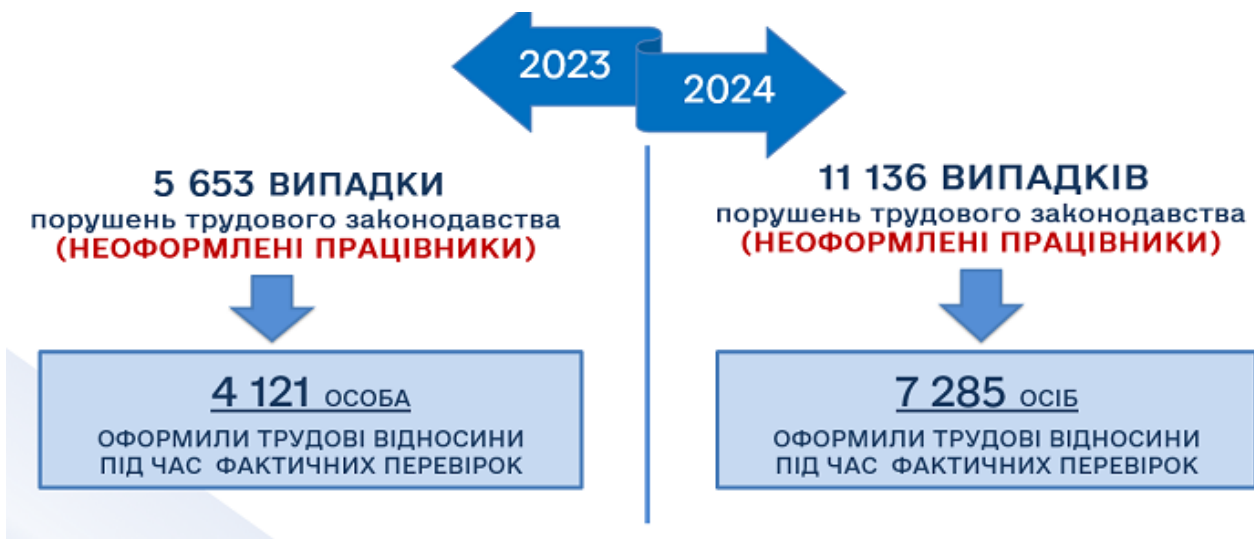 2023
2024
5 653 ВИПАДКИ
порушень трудового законодавства
(НЕОФОРМЛЕНІ ПРАЦІВНИКИ)
4 121 ОСОБА
ОФОРМИЛИ ТРУДОВІ ВІДНОСИНИ
ПІД ЧАС ФАКТИЧНИХ ПЕРЕВІРОК
11 136 ВИПАДКІВ
порушень трудового законодавства
(НЕОФОРМЛЕНІ ПРАЦІВНИКИ)
7 285 ОСІБ
ОФОРМИЛИ ТРУДОВІ ВІДНОСИНИ
ПІД ЧАС ФАКТИЧНИХ ПЕРЕВІРОК